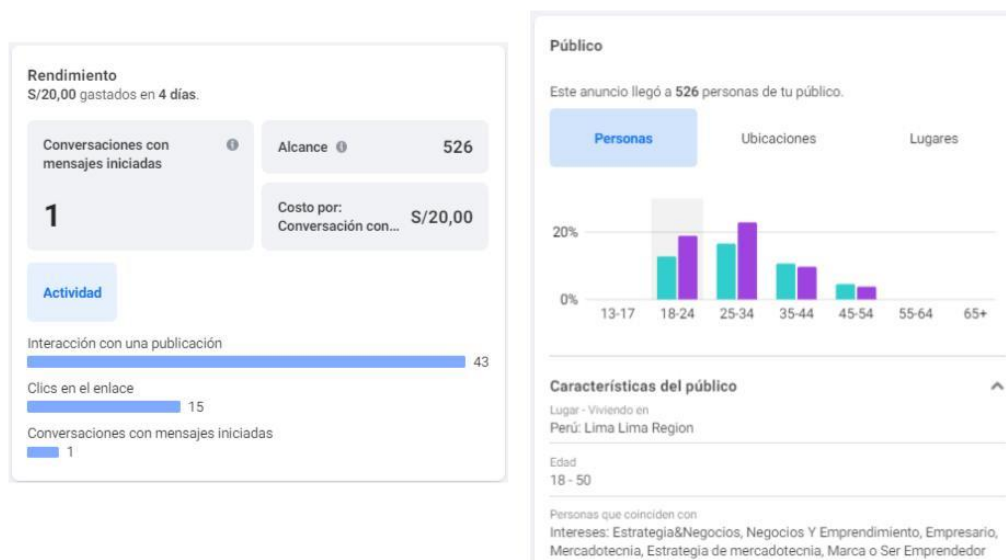 Rendimiento
S/20,00 gastados en 4 días.
Conversaciones con
mensajes iniciadas
1
Alcance
526
Costo por:
Conversación con...
S/20,00
Actividad
Interacción con una publicación
43
Clics en el enlace
15
Conversaciones con mensajes iniciadas
1
Público
Este anuncio llegó a 526 personas de tu público.
Personas
Ubicaciones
Lugares
20%
0%
13-17 18-24 25-34 35-44 45-54 55-64 65+
Características del público
Lugar - Viviendo en
Perú: Lima Lima Region
Edad
18 - 50
Personas que coinciden con
Intereses: Estrategia&Negocios, Negocios Y Emprendimiento, Empresario,
Mercadotecnia, Estrategia de mercadotecnia, Marca o Ser Emprendedor